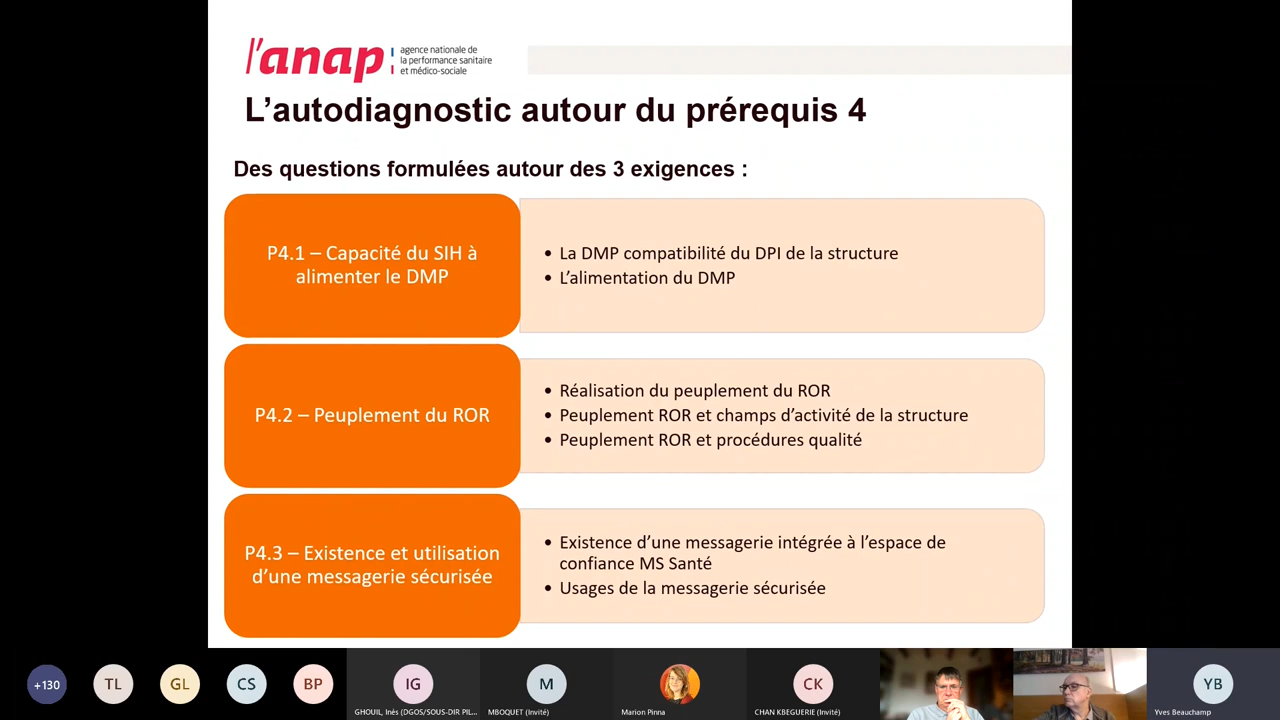 l'anap
agence nationale de
la performance sanitaire
et médico-sociale
L'autodiagnostic autour du prérequis 4
Des questions formulées autour des 3 exigences :
P4.1 – Capacité du SIH à
alimenter le DMP
• La DMP compatibilité du DPI de la structure
• L'alimentation du DMP
P4.2 – Peuplement du ROR
• Réalisation du peuplement du ROR
• Peuplement ROR et champs d'activité de la structure
• Peuplement ROR et procédures qualité
P4.3 – Existence et utilisation
d'une messagerie sécurisée
• Existence d'une messagerie intégrée à l'espace de
confiance MS Santé
• Usages de la messagerie sécurisée
+130
TL
GL
CS
BP
IG
GHOUIL, Inès (DGOS/SOUS-DIR PIL...
M
MBOQUET (Invité)
Marion Pinna
CK
CHAN KBEGUERIE (Invité)
YB
Yves Beauchamp